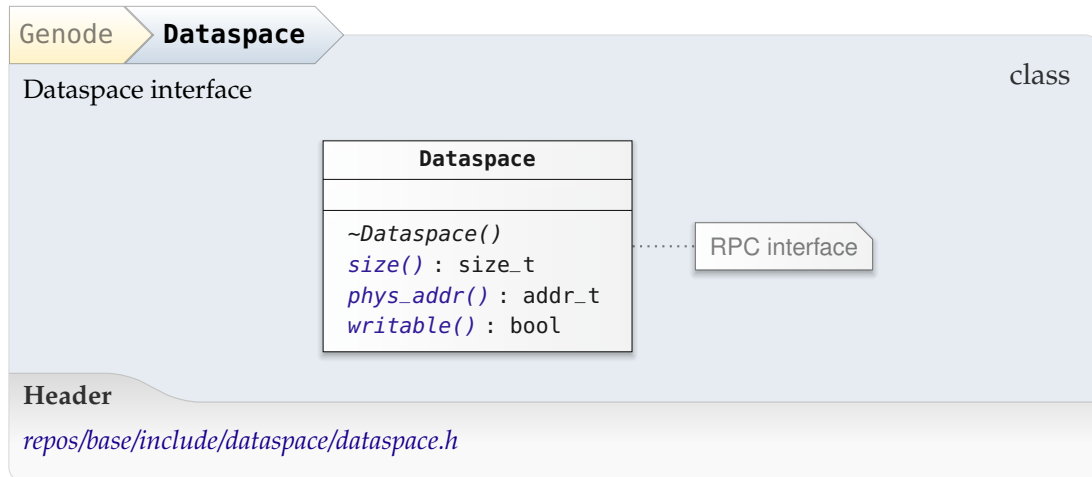 Genode Dataspace
class
Dataspace interface
Dataspace
~Dataspace()
size() : size_t
phys_addr() : addr_t
writable() : bool
RPC interface
Header
repos/base/include/dataspace/dataspace.h